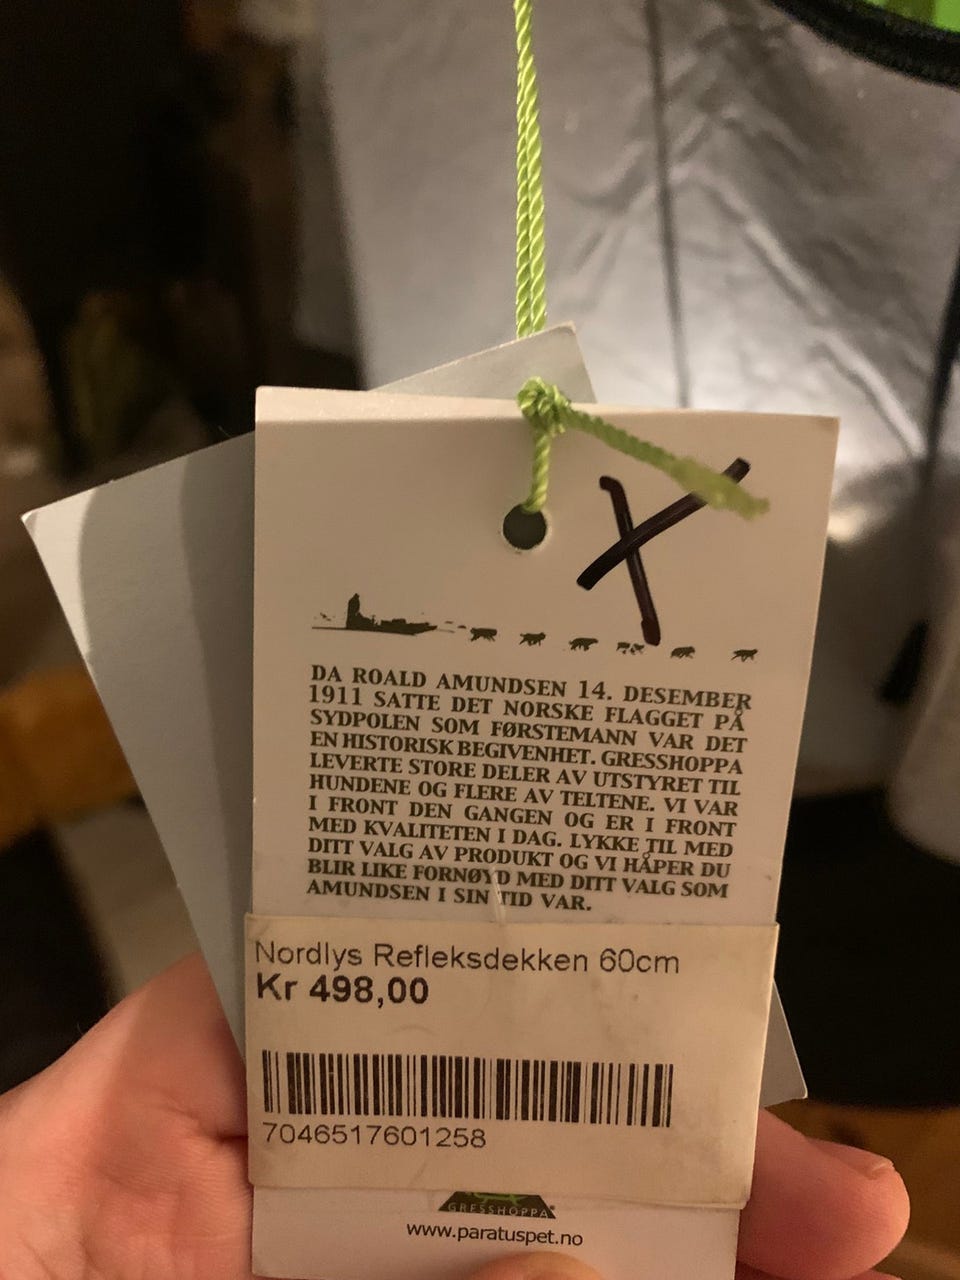 X
DA ROALD AMUNDSEN 14. DESEMBER
1911 SATTE DET NORSKE FLAGGET PÅ
SYDPOLEN SOM FØRSTEMANN VAR DET
EN HISTORISK BEGIVENHET. GRESSHOPPA
LEVERTE STORE DELER AV UTSTYRET TIL
HUNDENE OG FLERE AV TELTENE. VI VAR
I FRONT DEN GANGEN OG ER I FRONT
MED KVALITETEN I DAG. LYKKE TIL MED
DITT VALG AV PRODUKT OG VI HÅPER DU
BLIR LIKE FORNØYD MED DITT VALG SOM
AMUNDSEN I SIN TID VAR.
Nordlys Refleksdekken 60cm
Kr 498,00
7046517601258
GRESSHOPPA
www.paratuspet.no